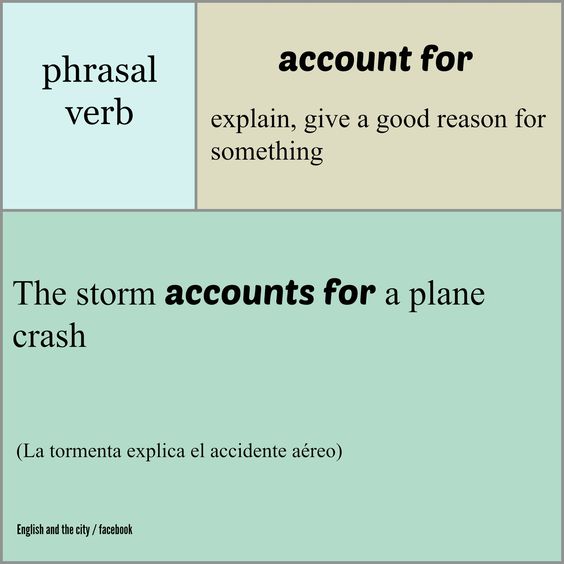 phrasal
verb
account for
explain, give a good reason for
something
The storm accounts for a plane
crash
(La tormenta explica el accidente aéreo)
English and the city / facebook